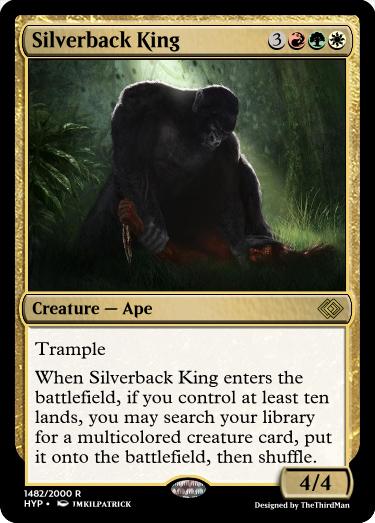 Silverback King 3
Creature — Ape
Trample
When Silverback King enters the
battlefield, if you control at least ten
lands, you may search your library
for a multicolored creature card, put
it onto the battlefield, then shuffle.
4/4
1482/2000 R
HYP • JMKILPATRICK
Designed by TheThirdMan